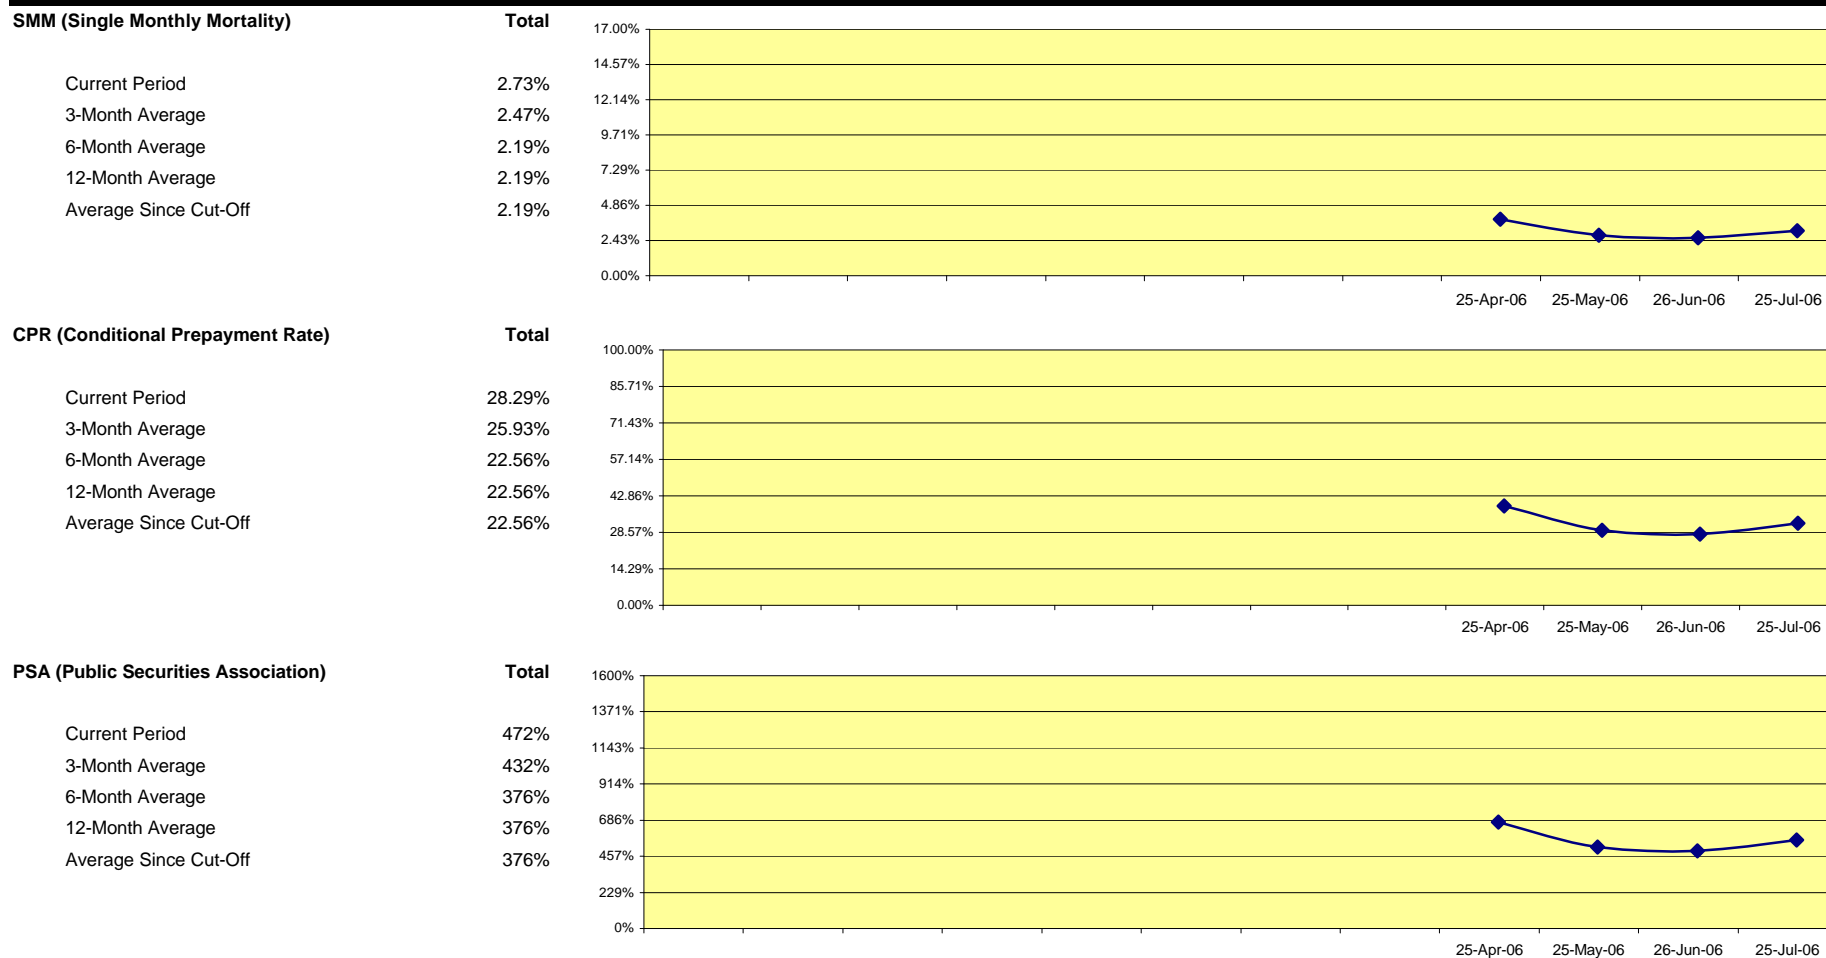 SMM (Single Monthly Mortality) Total
Current Period 2.73%
3-Month Average 2.47%
6-Month Average 2.19%
12-Month Average 2.19%
Average Since Cut-Off 2.19%
17.00%
14.57%
12.14%
9.71%
7.29%
4.86%
2.43%
0.00%
25-Apr-06 25-May-06 26-Jun-06 25-Jul-06
CPR (Conditional Prepayment Rate) Total
Current Period 28.29%
3-Month Average 25.93%
6-Month Average 22.56%
12-Month Average 22.56%
Average Since Cut-Off 22.56%
100.00%
85.71%
71.43%
57.14%
42.86%
28.57%
14.29%
0.00%
25-Apr-06 25-May-06 26-Jun-06 25-Jul-06
PSA (Public Securities Association) Total
Current Period 472%
3-Month Average 432%
6-Month Average 376%
12-Month Average 376%
Average Since Cut-Off 376%
1600%
1371%
1143%
914%
686%
457%
229%
0%
25-Apr-06 25-May-06 26-Jun-06 25-Jul-06